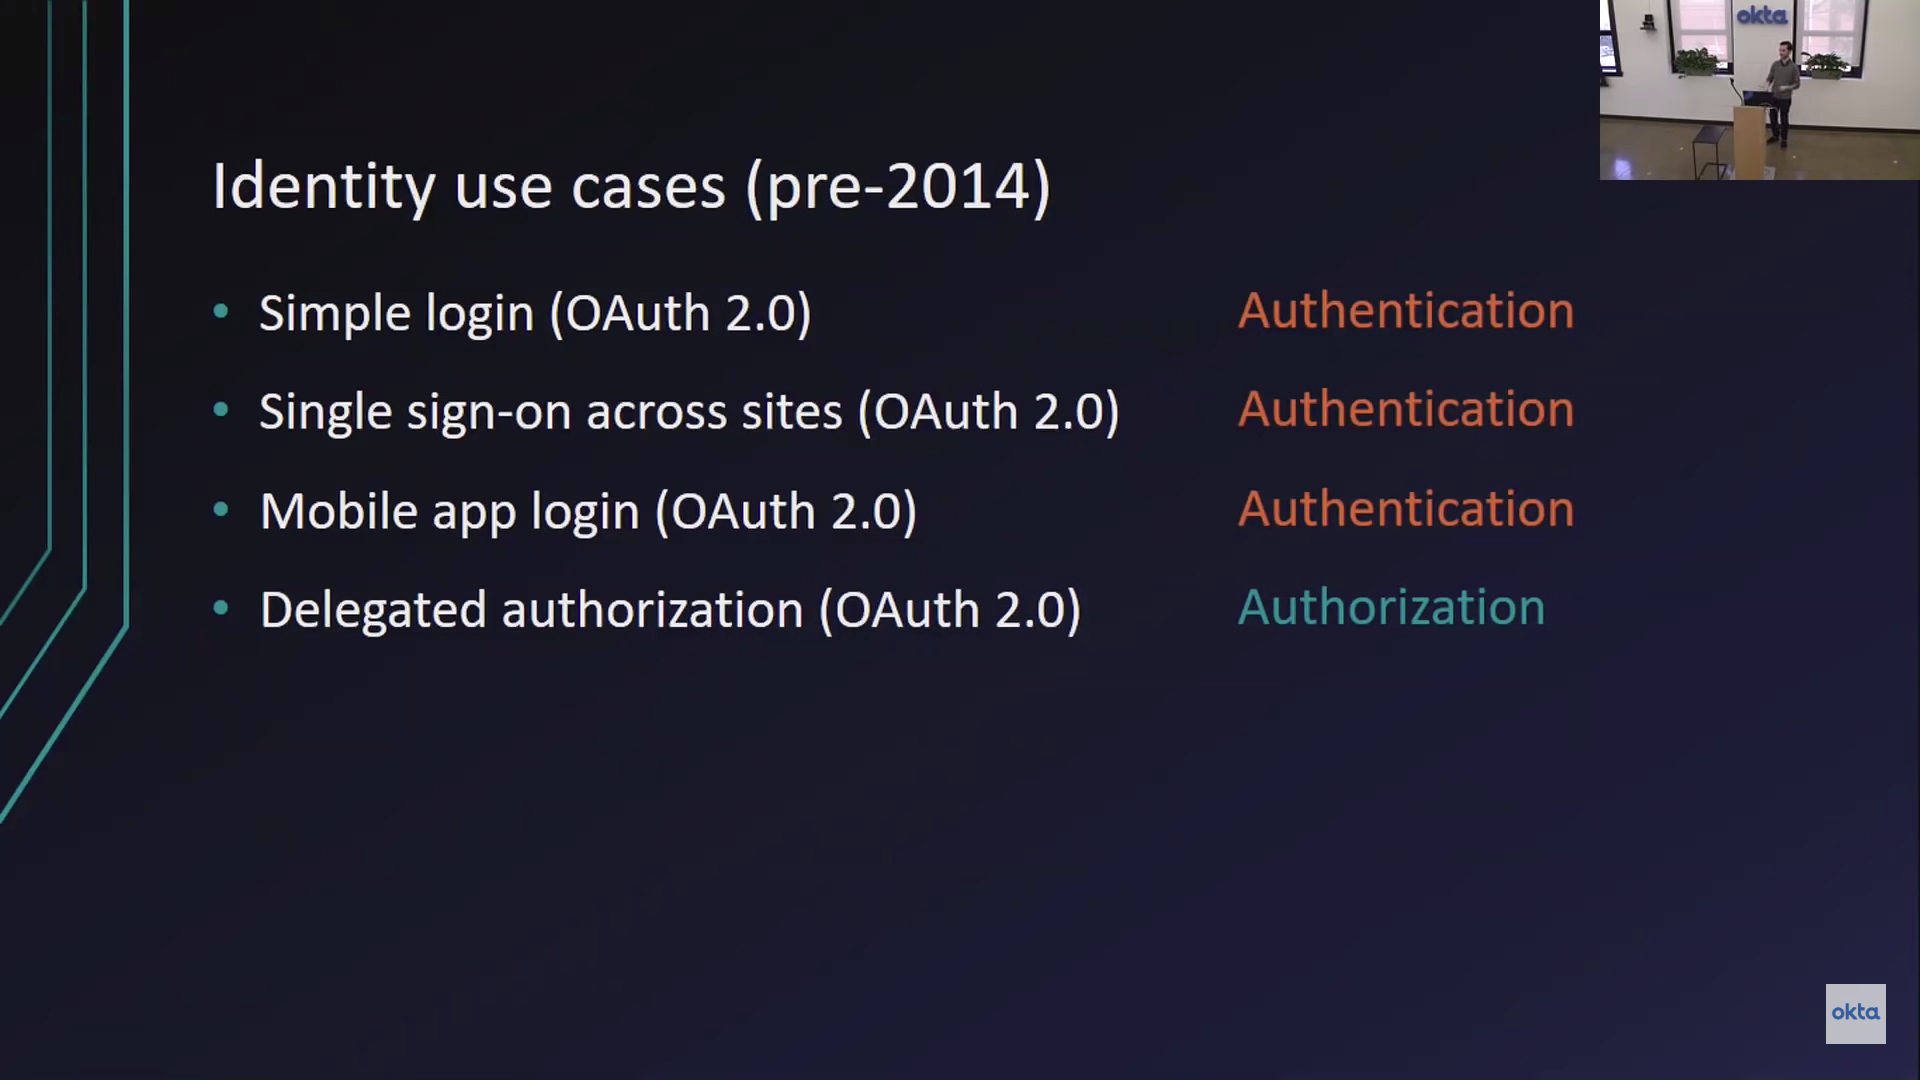 okta
Identity use cases (pre-2014)
• Simple login (OAuth 2.0) Authentication
• Single sign-on across sites (OAuth 2.0) Authentication
• Mobile app login (OAuth 2.0) Authentication
• Delegated authorization (OAuth 2.0) Authorization
okta